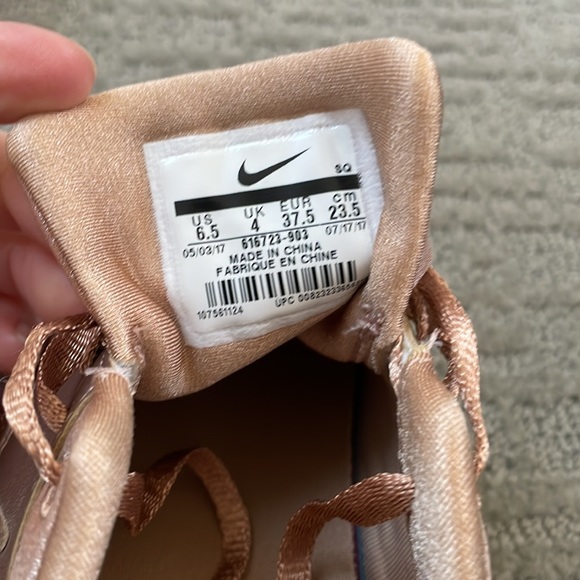 SQ
US UK EUR cm
6.5 4 37.5 23.5
05/03/17 616723-903 07/17/17
MADE IN CHINA
FABRIQUE EN CHINE
107561124 UPC